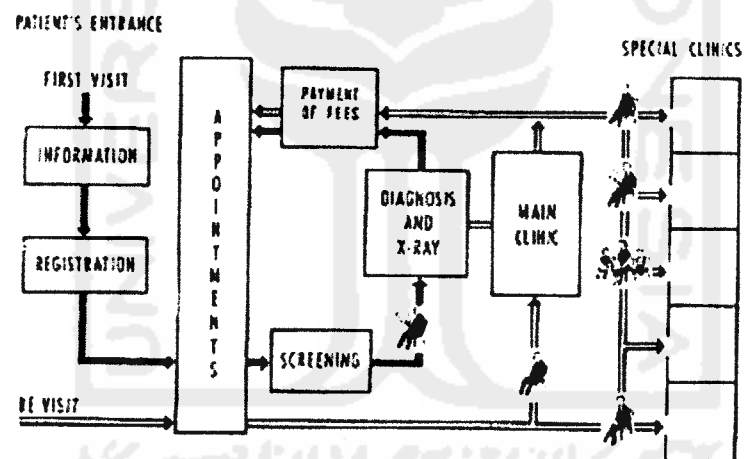 PATIENT'S ENTRANCE
SPECIAL CLINICS
FIRST VISIT
INFORMATION
REGISTRATION
APPOINTMENTS
PAYMENT
OF FEES
DIAGNOSIS
AND
X-RAY
MAIN
CLINIC
SCREENING
RE VISIT